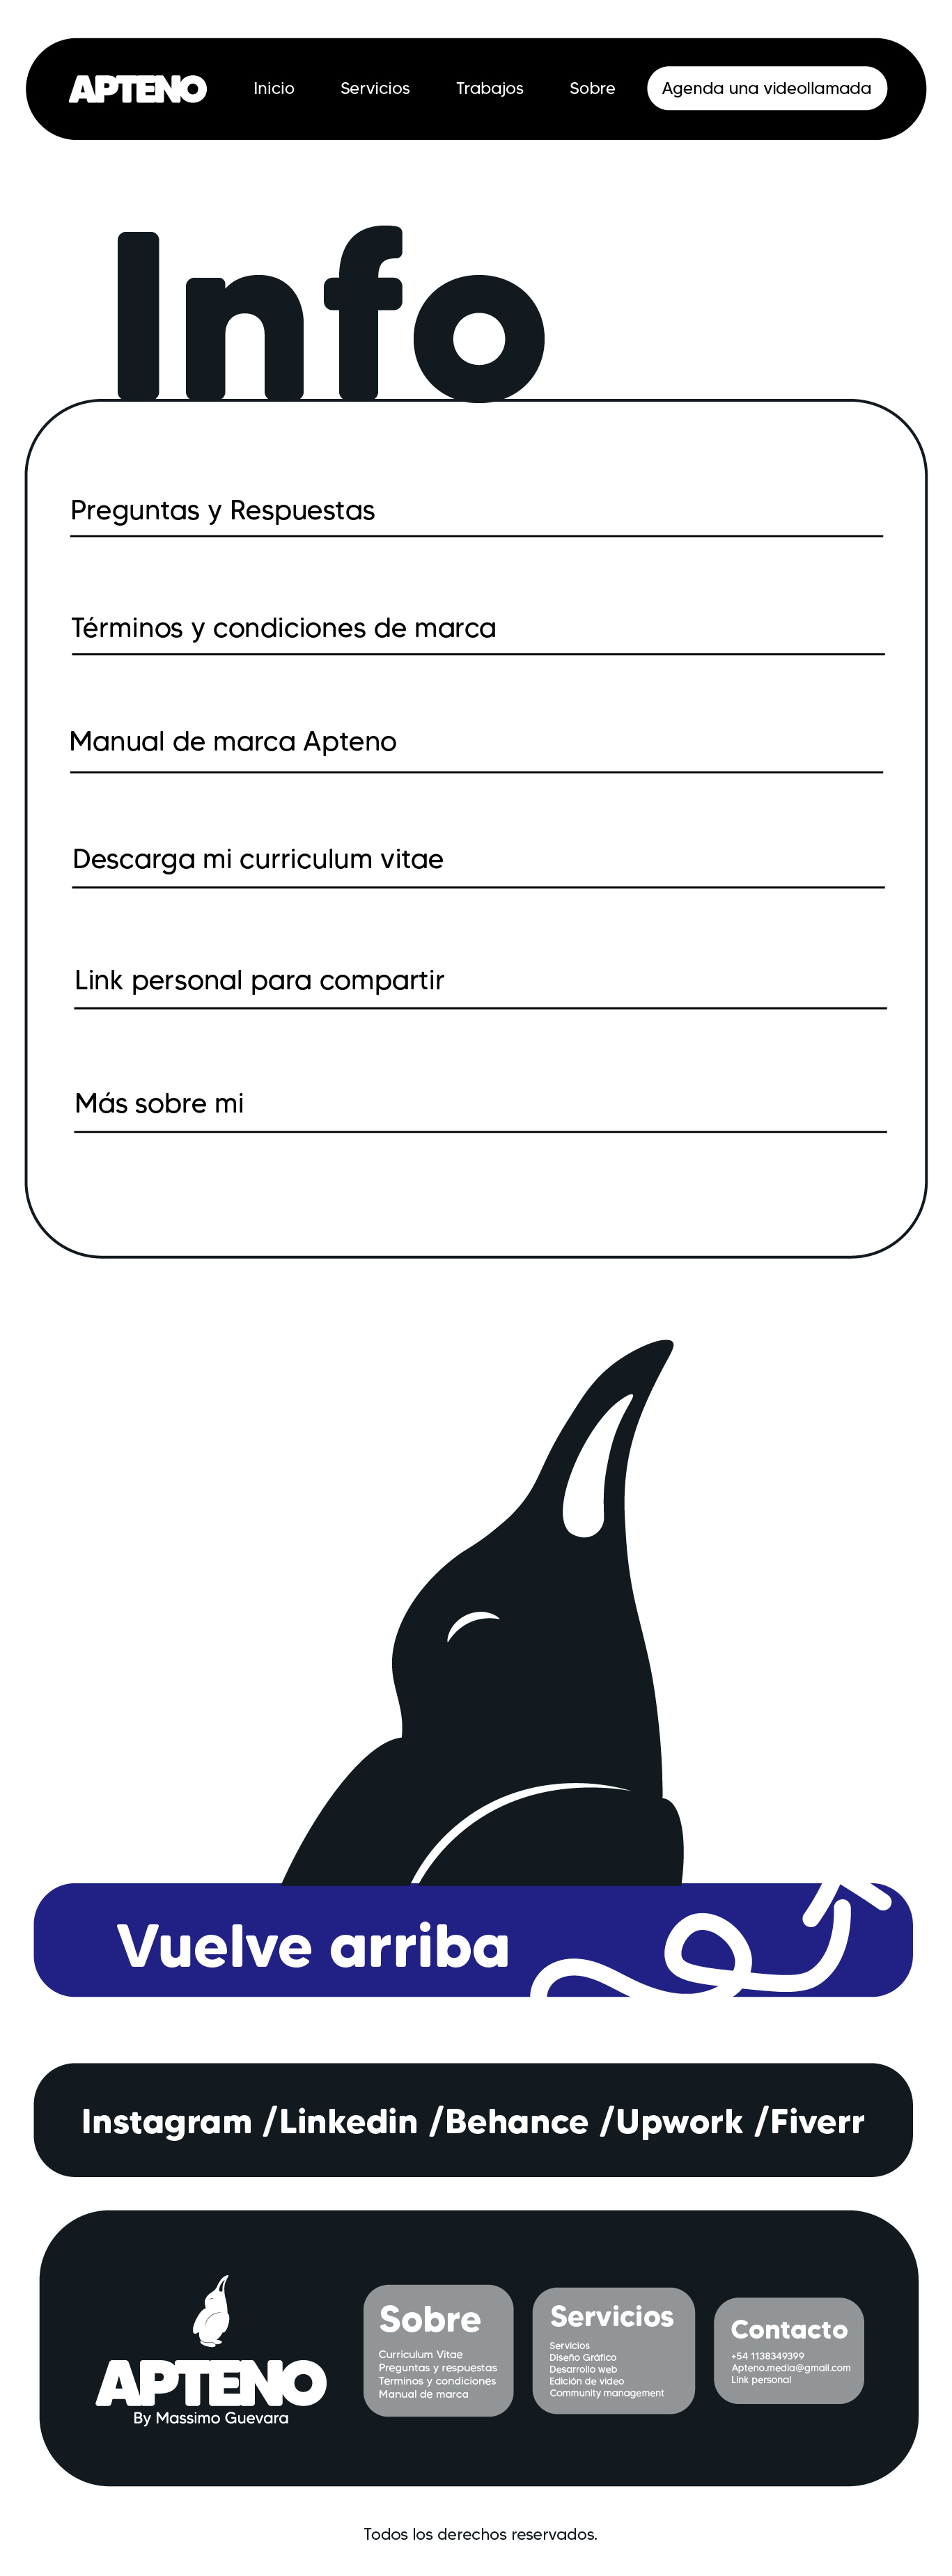 APTENO
Inicio
Servicios
Trabajos
Sobre
Agenda una videollamada
Info
Preguntas y Respuestas
Términos y condiciones de marca
Manual de marca Apteno
Descarga mi curriculum vitae
Link personal para compartir
Más sobre mi
Vuelve arriba
Instagram /Linkedin /Behance /Upwork /Fiverr
APTENO
By Massimo Guevara
Sobre
Curriculum Vitae
Preguntas y respuestas
Terminos y condiciones
Manual de marca
Servicios
Servicios
Diseño Gráfico
Desarrollo web
Edición de video
Community management
Contacto
+54 1138349399
Apteno.media@gmail.com
Link personal
Todos los derechos reservados.